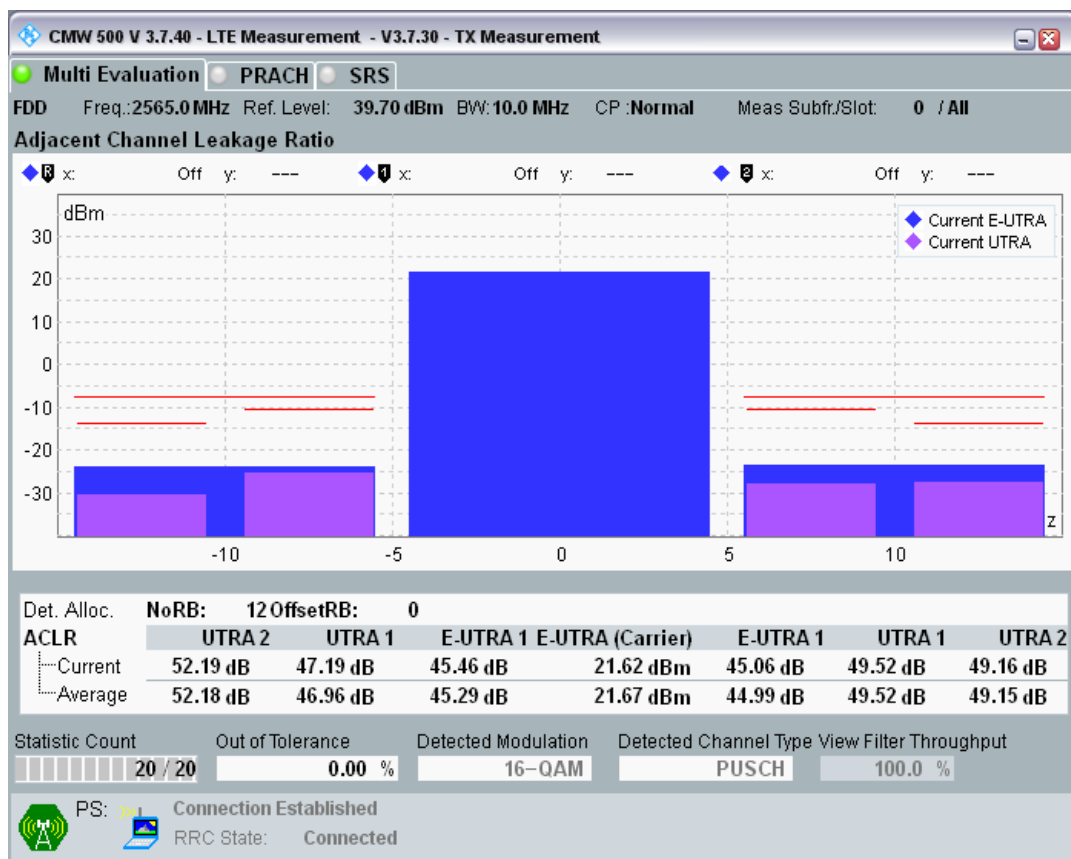 CMW 500 V 3.7.40 - LTE Measurement - V3.7.30 - TX Measurement
Multi Evaluation PRACH SRS
FDD Freq.:2565.0 MHz Ref. Level: 39.70 dBm BW: 10.0 MHz CP :Normal Meas Subfr./Slot: 0 / All
Adjacent Channel Leakage Ratio
R x: Off y: --- 1 x: Off y: --- 2 x: Off y: ---
dBm
Current E-UTRA
Current UTRA
30
20
10
0
-10
-20
-30
z
-10 -5 0 5 10
Det. Alloc. NoRB: 12 OffsetRB: 0
ACLR UTRA 2 UTRA 1 E-UTRA 1 E-UTRA (Carrier) E-UTRA 1 UTRA 1 UTRA 2
Current 52.19 dB 47.19 dB 45.46 dB 21.62 dBm 45.06 dB 49.52 dB 49.16 dB
Average 52.18 dB 46.96 dB 45.29 dB 21.67 dBm 44.99 dB 49.52 dB 49.15 dB
Statistic Count Out of Tolerance Detected Modulation Detected Channel Type View Filter Throughput
20 / 20 0.00 % 16-QAM PUSCH 100.0 %
PS: Connection Established
RRC State: Connected